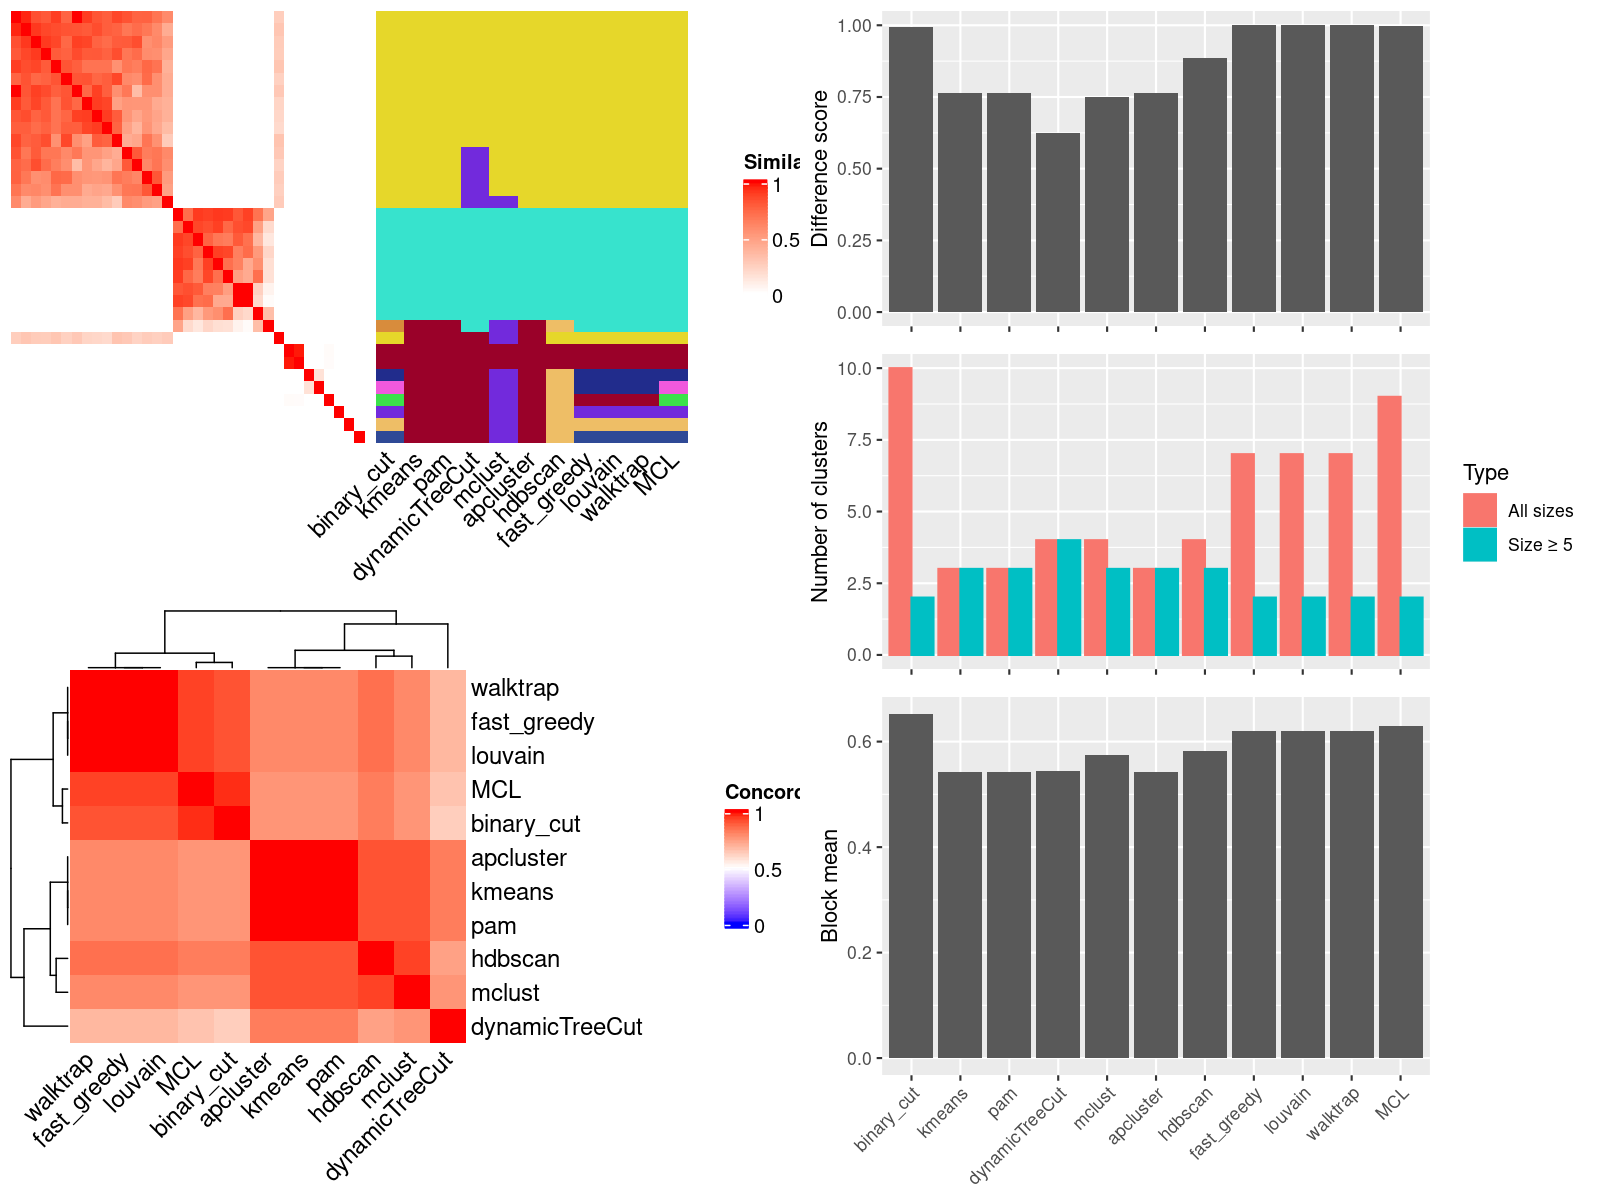 Simila
1
0.5
0
binary_cut
kmeans
pam
dynamicTreeCut
mclust
apcluster
hdbscan
fast_greedy
louvain
walktrap
MCL
walktrap
fast_greedy
louvain
MCL
binary_cut
apcluster
kmeans
pam
hdbscan
mclust
dynamicTreeCut
walktrap
fast_greedy
louvain
MCL
binary_cut
apcluster
kmeans
pam
hdbscan
mclust
dynamicTreeCut
Concord
1
0.5
0
Difference score
1.00
0.75
0.50
0.25
0.00
Number of clusters
10.0
7.5
5.0
2.5
0.0
Type
All sizes
Size ≥ 5
Block mean
0.6
0.4
0.2
0.0
binary_cut
kmeans
pam
dynamicTreeCut
mclust
apcluster
hdbscan
fast_greedy
louvain
walktrap
MCL